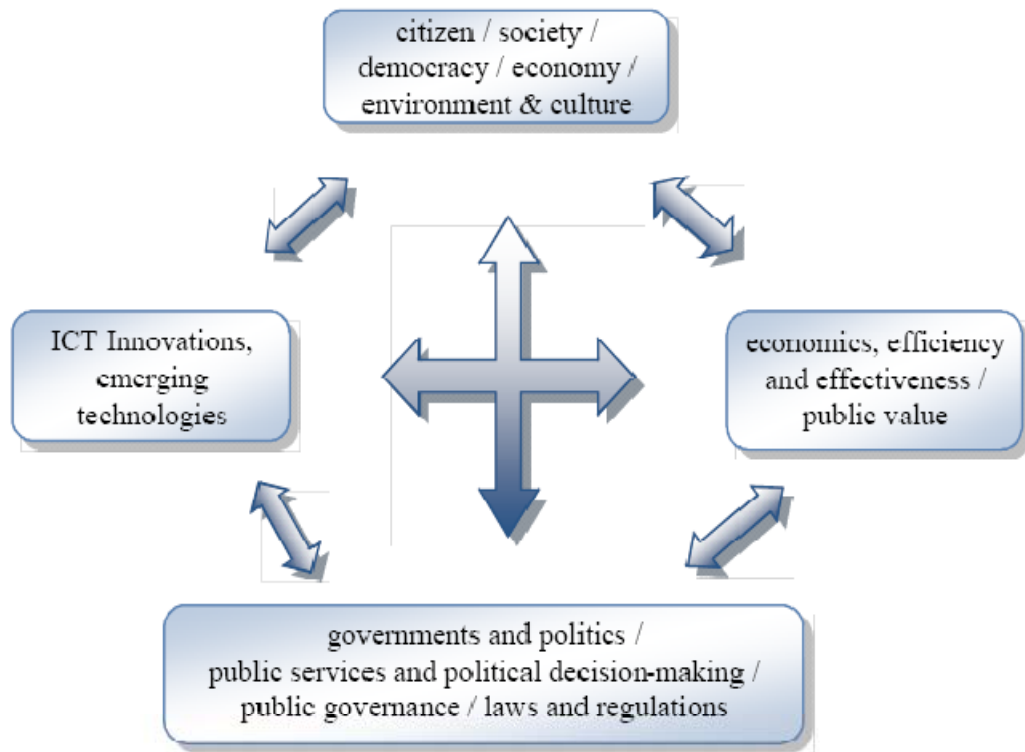 citizen / society /
democracy / economy /
environment & culture
ICT Innovations,
emerging
technologies
economics, efficiency
and effectiveness /
public value
governments and politics /
public services and political decision-making /
public governance / laws and regulations